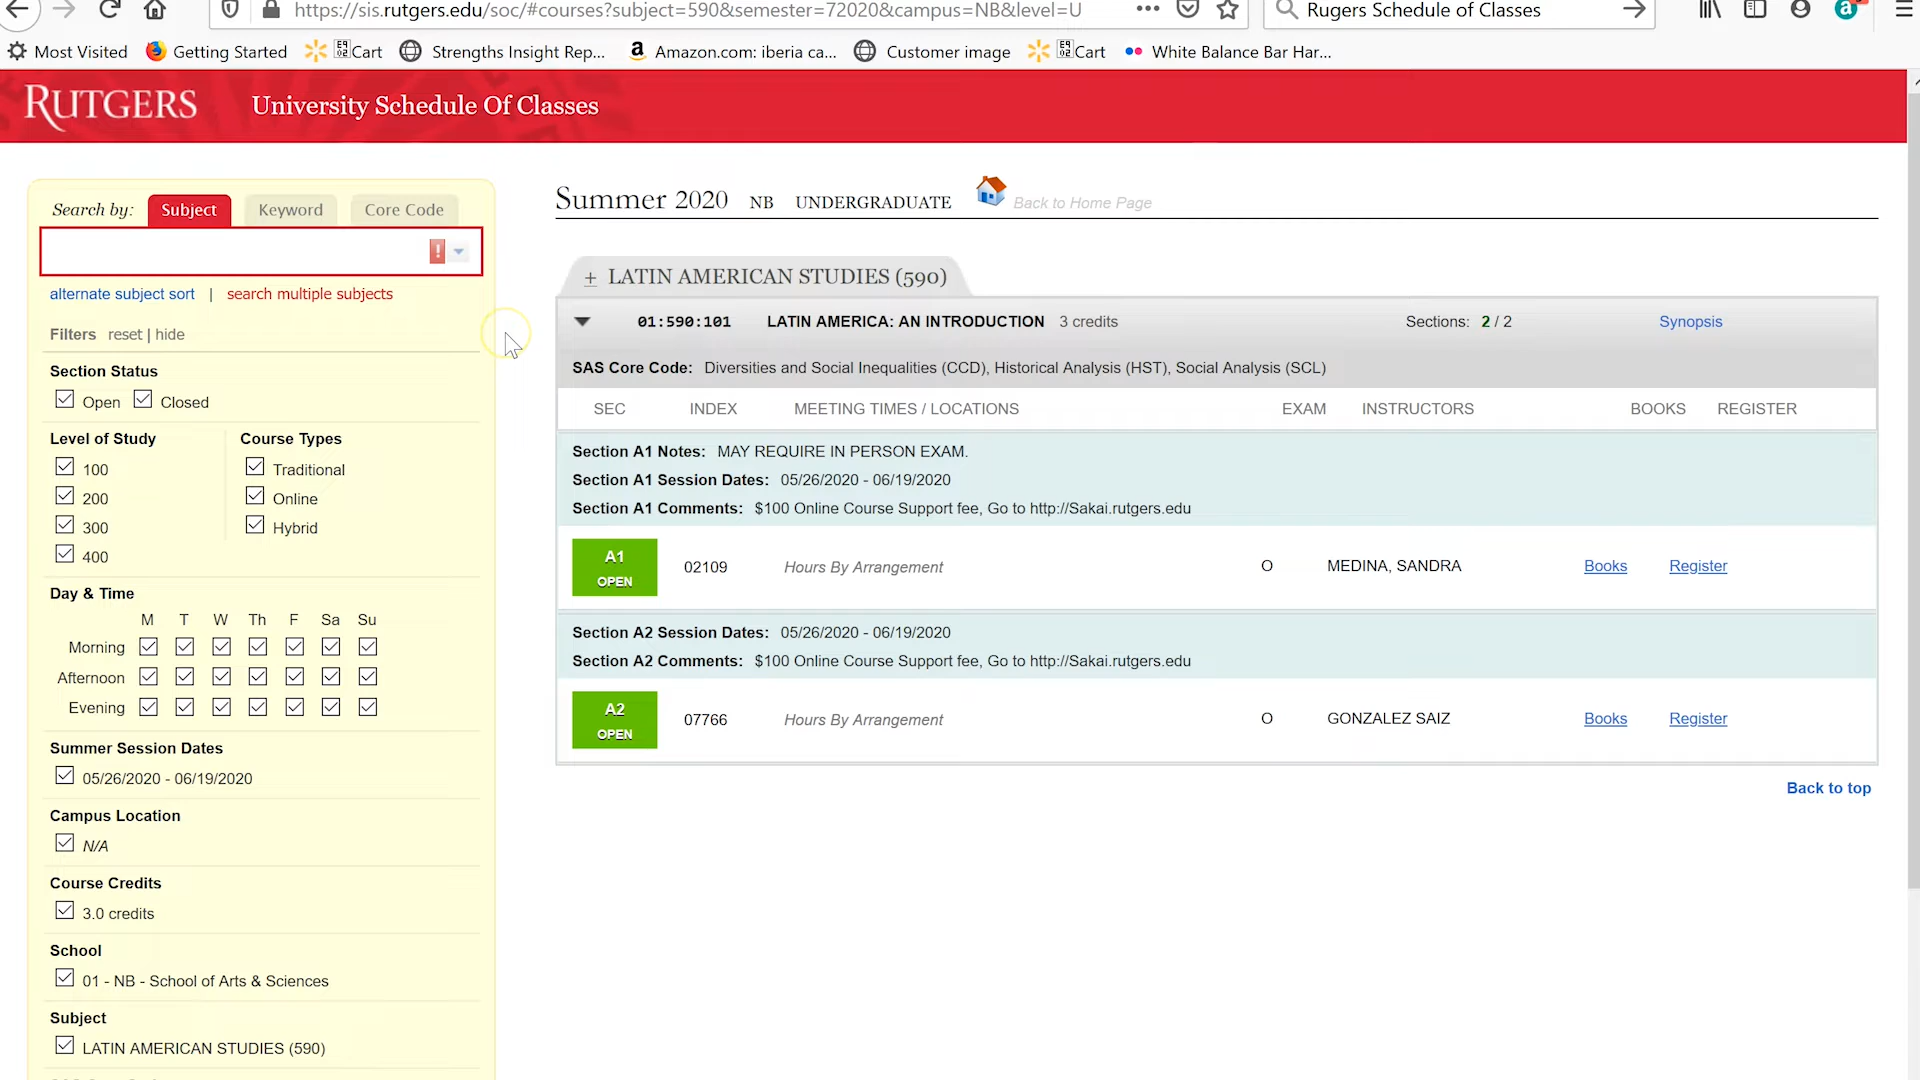 https://sis.rutgers.edu/soc/#courses?subject=590&semester=72020&campus=NB&level=U
Rugers Schedule of Classes
Most Visited Getting Started Cart Strengths Insight Rep... Amazon.com: iberia ca... Customer image Cart White Balance Bar Har...
RUTGERS University Schedule Of Classes
Search by: Subject Keyword Core Code
alternate subject sort | search multiple subjects
Filters reset | hide
Section Status
Open Closed
Level of Study Course Types
100 Traditional
200 Online
300 Hybrid
400
Day & Time
M T W Th F Sa Su
Morning
Afternoon
Evening
Summer Session Dates
05/26/2020 - 06/19/2020
Campus Location
N/A
Course Credits
3.0 credits
School
01 - NB - School of Arts & Sciences
Subject
LATIN AMERICAN STUDIES (590)
Summer 2020 NB UNDERGRADUATE Back to Home Page
± LATIN AMERICAN STUDIES (590)
01:590:101 LATIN AMERICA: AN INTRODUCTION 3 credits Sections: 2 / 2 Synopsis
SAS Core Code: Diversities and Social Inequalities (CCD), Historical Analysis (HST), Social Analysis (SCL)
SEC INDEX MEETING TIMES / LOCATIONS EXAM INSTRUCTORS BOOKS REGISTER
Section A1 Notes: MAY REQUIRE IN PERSON EXAM.
Section A1 Session Dates: 05/26/2020 - 06/19/2020
Section A1 Comments: $100 Online Course Support fee, Go to http://Sakai.rutgers.edu
A1 OPEN 02109 Hours By Arrangement O MEDINA, SANDRA Books Register
Section A2 Session Dates: 05/26/2020 - 06/19/2020
Section A2 Comments: $100 Online Course Support fee, Go to http://Sakai.rutgers.edu
A2 OPEN 07766 Hours By Arrangement O GONZALEZ SAIZ Books Register
Back to top